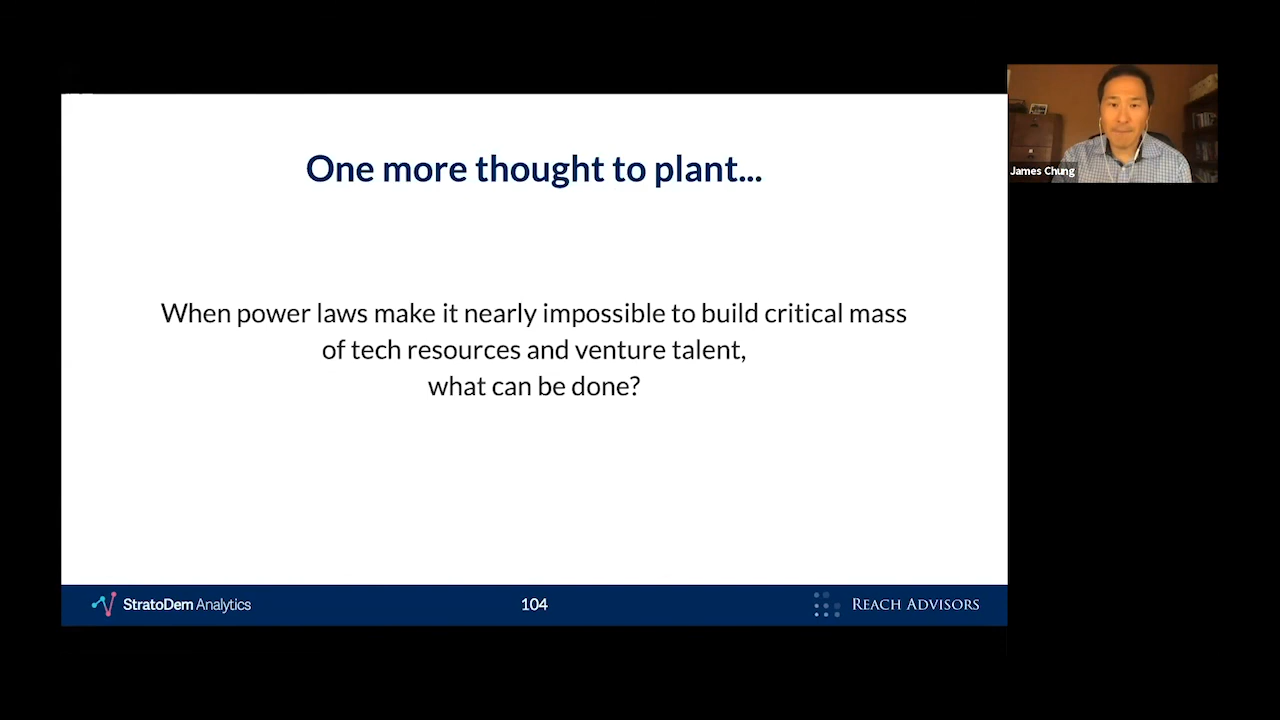 One more thought to plant...
When power laws make it nearly impossible to build critical mass
of tech resources and venture talent,
what can be done?
StratoDem Analytics
104
REACH ADVISORS
James Chung